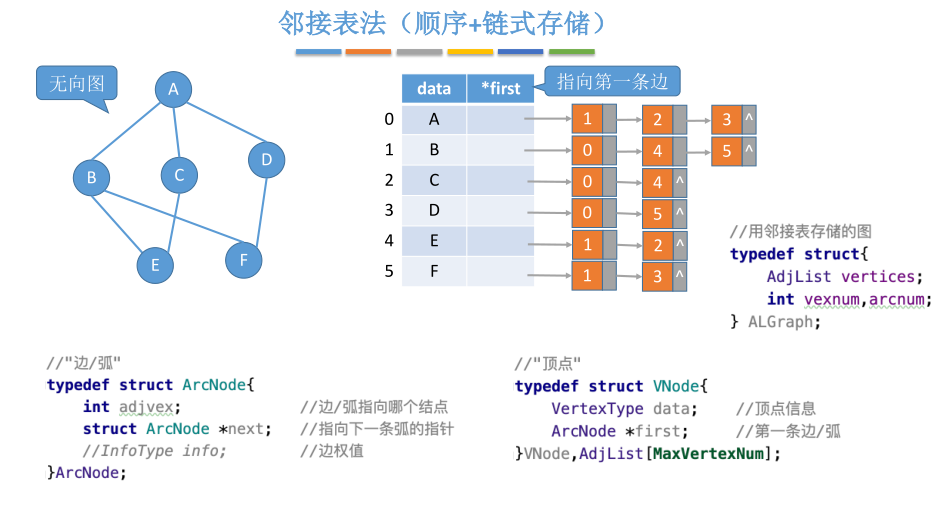 邻接表法（顺序+链式存储）
无向图
A
B
C
D
E
F
data *first
指向第一条边
0 A 1 2 3 ^
1 B 0 4 5 ^
2 C 0 4 ^
3 D 0 5 ^
4 E 1 2 ^
5 F 1 3 ^
//用邻接表存储的图
typedef struct{
AdjList vertices;
int vexnum,arcnum;
} ALGraph;
//"边/弧"
typedef struct ArcNode{
int adjvex; //边/弧指向哪个结点
struct ArcNode *next; //指向下一条弧的指针
//InfoType info; //边权值
}ArcNode;
//"顶点"
typedef struct VNode{
VertexType data; //顶点信息
ArcNode *first; //第一条边/弧
}VNode,AdjList[MaxVertexNum];